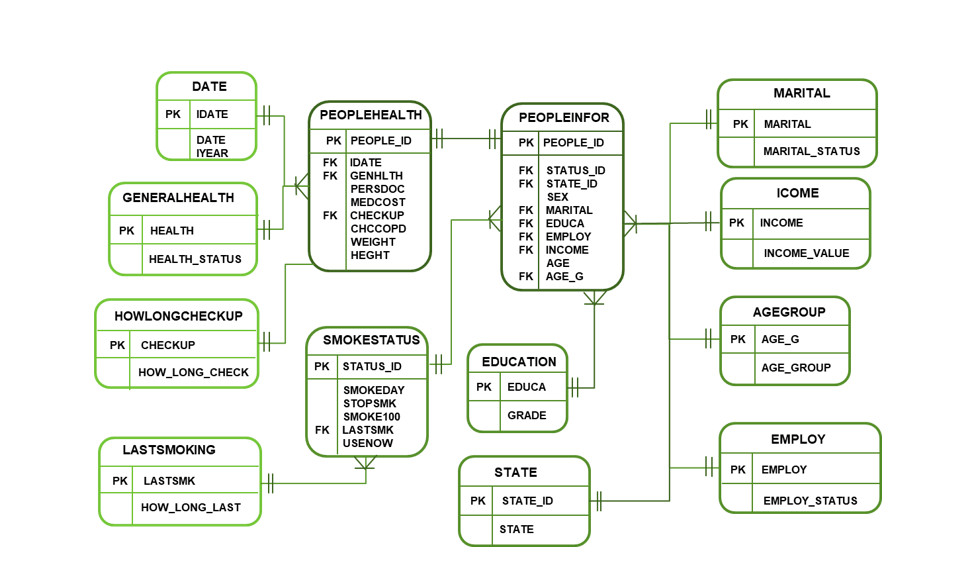 DATE
PK IDATE
DATE
IYEAR
GENERALHEALTH
PK HEALTH
HEALTH_STATUS
HOWLONGCHECKUP
PK CHECKUP
HOW_LONG_CHECK
LASTSMOKING
PK LASTSMK
HOW_LONG_LAST
PEOPLEHEALTH
PK PEOPLE_ID
FK IDATE
FK GENHLTH
PERSDOC
MEDCOST
FK CHECKUP
CHCCOPD
WEIGHT
HEGHT
SMOKESTATUS
PK STATUS_ID
SMOKEDAY
STOPSMK
SMOKE100
FK LASTSMK
USENOW
PEOPLEINFOR
PK PEOPLE_ID
FK STATUS_ID
FK STATE_ID
SEX
FK MARITAL
FK EDUCA
FK EMPLOY
FK INCOME
AGE
FK AGE_G
EDUCATION
PK EDUCA
GRADE
STATE
PK STATE_ID
STATE
MARITAL
PK MARITAL
MARITAL_STATUS
ICOME
PK INCOME
INCOME_VALUE
AGEGROUP
PK AGE_G
AGE_GROUP
EMPLOY
PK EMPLOY
EMPLOY_STATUS